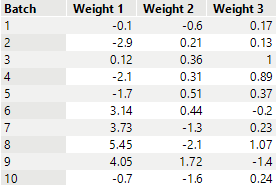 Batch Weight 1 Weight 2 Weight 3
1 -0.1 -0.6 0.17
2 -2.9 0.21 0.13
3 0.12 0.36 1
4 -2.1 0.31 0.89
5 -1.7 0.51 0.37
6 3.14 0.44 -0.2
7 3.73 -1.3 0.23
8 5.45 -2.1 1.07
9 4.05 1.72 -1.4
10 -0.7 -1.6 0.24